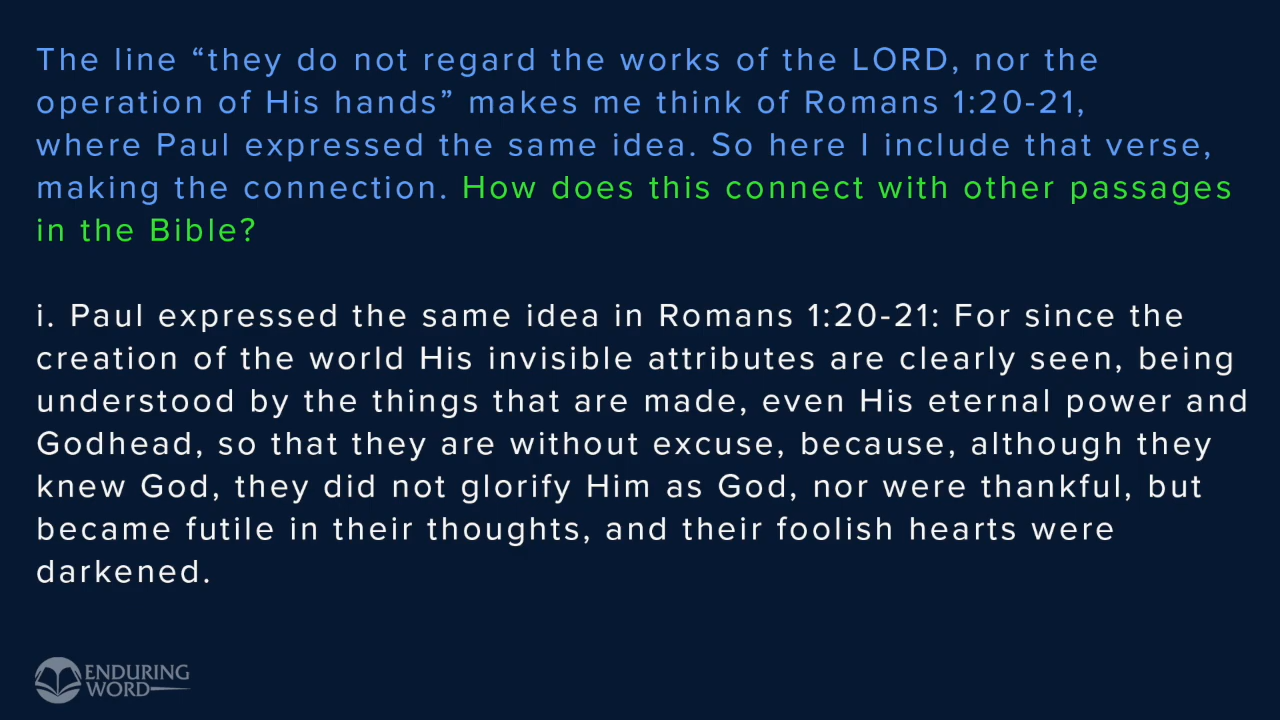 The line “they do not regard the works of the LORD, nor the
operation of His hands” makes me think of Romans 1:20-21,
where Paul expressed the same idea. So here I include that verse,
making the connection. How does this connect with other passages
in the Bible?
i. Paul expressed the same idea in Romans 1:20-21: For since the
creation of the world His invisible attributes are clearly seen, being
understood by the things that are made, even His eternal power and
Godhead, so that they are without excuse, because, although they
knew God, they did not glorify Him as God, nor were thankful, but
became futile in their thoughts, and their foolish hearts were
darkened.
ENDURING
WORD